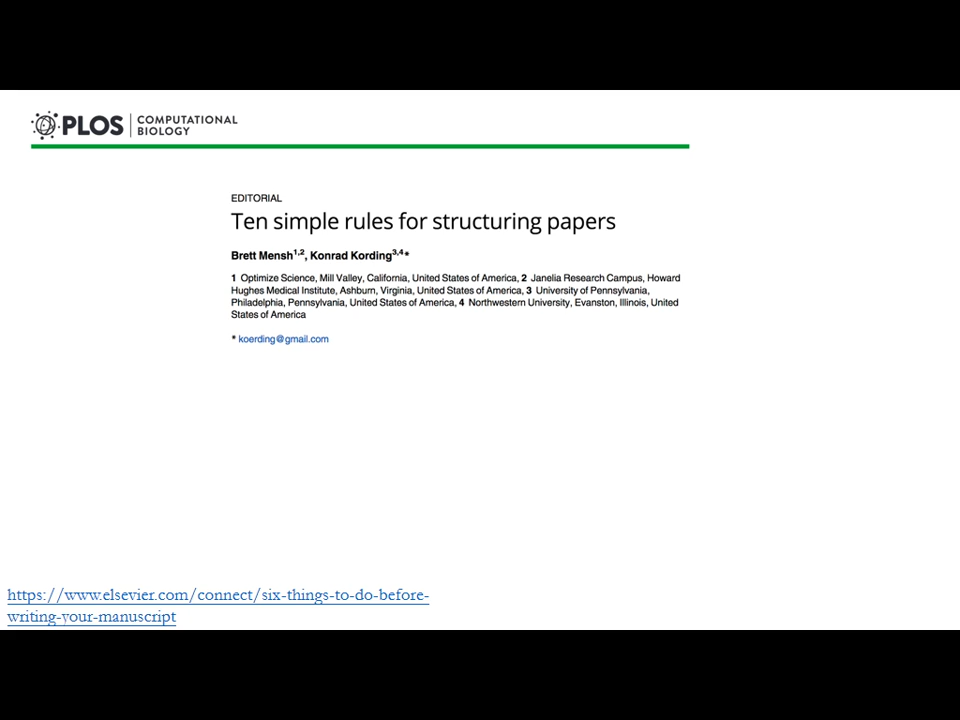 PLOS COMPUTATIONAL
BIOLOGY
EDITORIAL
Ten simple rules for structuring papers
Brett Mensh1,2, Konrad Kording3,4*
1 Optimize Science, Mill Valley, California, United States of America, 2 Janelia Research Campus, Howard
Hughes Medical Institute, Ashburn, Virginia, United States of America, 3 University of Pennsylvania,
Philadelphia, Pennsylvania, United States of America, 4 Northwestern University, Evanston, Illinois, United
States of America
* koerding@gmail.com
https://www.elsevier.com/connect/six-things-to-do-before-
writing-your-manuscript